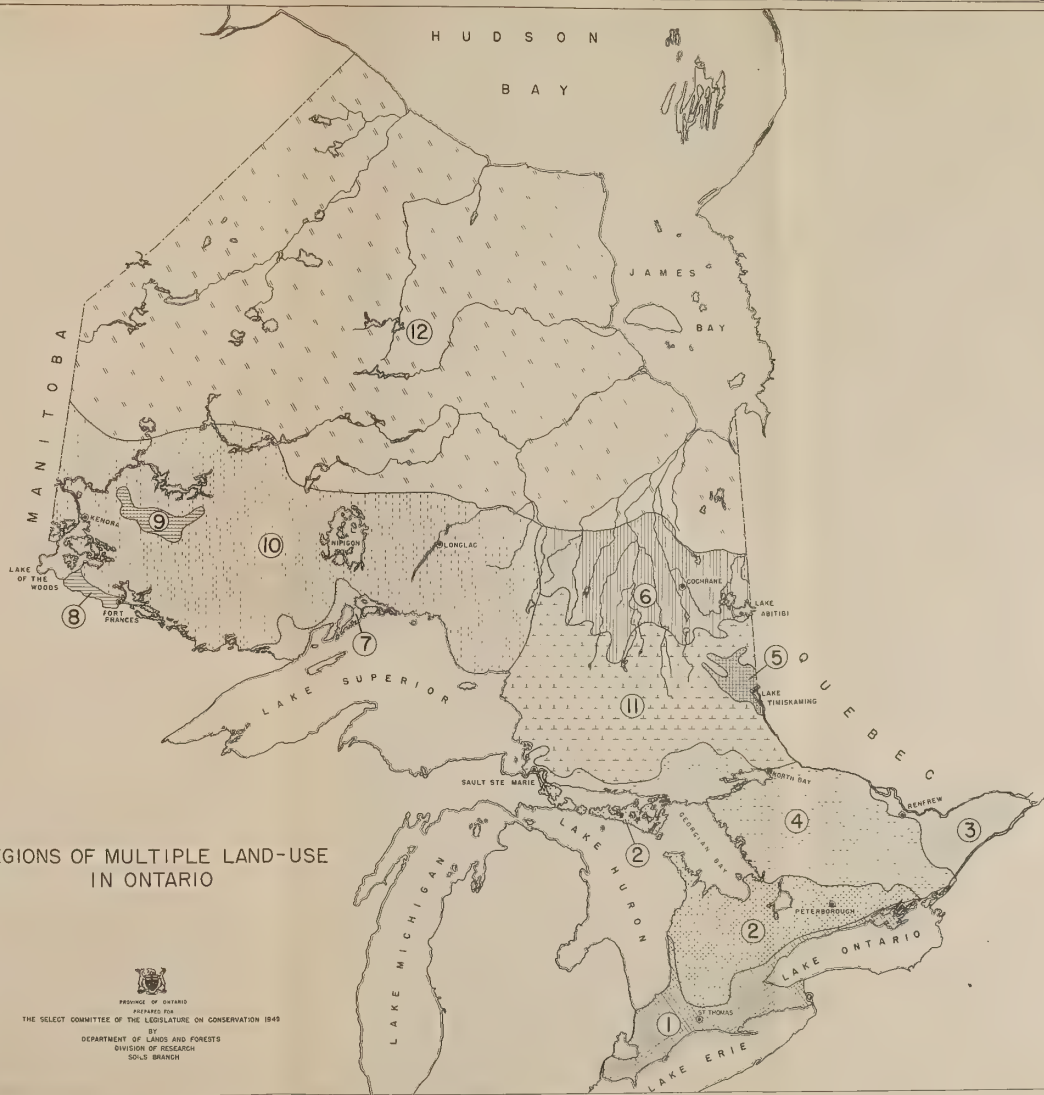 HUDSON
BAY
JAMES
BAY
MANITOBA
12
KENORA
9
10
NIPIGON
LONGLAC
LAKE
OF THE
WOODS
8
FORT
FRANCES
7
6
COCHRANE
LAKE
ABITIBI
5
LAKE
TIMISKAMING
QUEBEC
LAKE SUPERIOR
11
SAULT STE MARIE
NORTH BAY
RENFREW
4
3
2
GEORGIAN BAY
LAKE HURON
EGIONS OF MULTIPLE LAND-USE
IN ONTARIO
LAKE MICHIGAN
PETERBOROUGH
2
LAKE ONTARIO
1
ST THOMAS
LAKE ERIE
PROVINCE OF ONTARIO
PREPARED FOR
THE SELECT COMMITTEE OF THE LEGISLATURE ON CONSERVATION 1949
BY
DEPARTMENT OF LANDS AND FORESTS
DIVISION OF RESEARCH
SOILS BRANCH